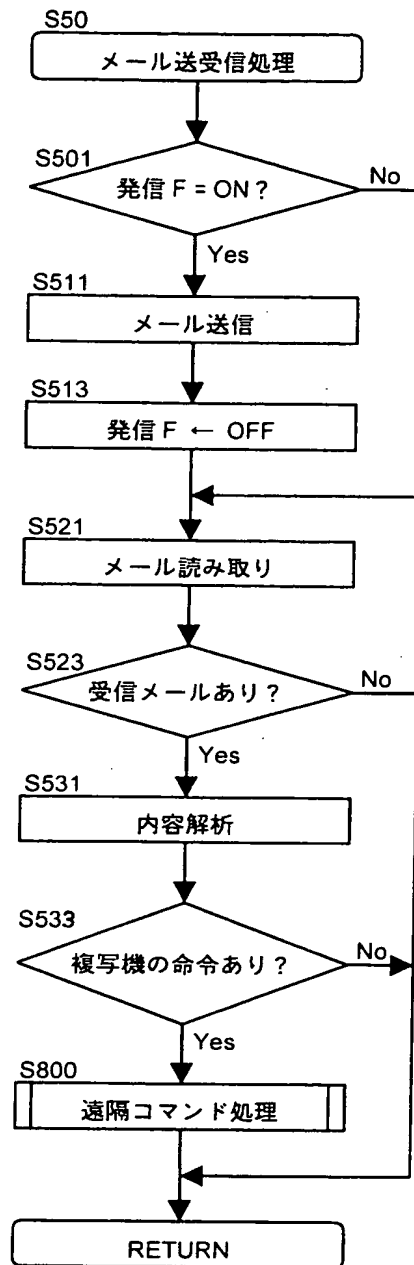 S50
メール送受信処理
S501
発信 F = ON ?
No
Yes
S511
メール送信
S513
発信 F ← OFF
S521
メール読み取り
S523
受信メールあり?
No
Yes
S531
内容解析
S533
複写機の命令あり?
No
Yes
S800
遠隔コマンド処理
RETURN